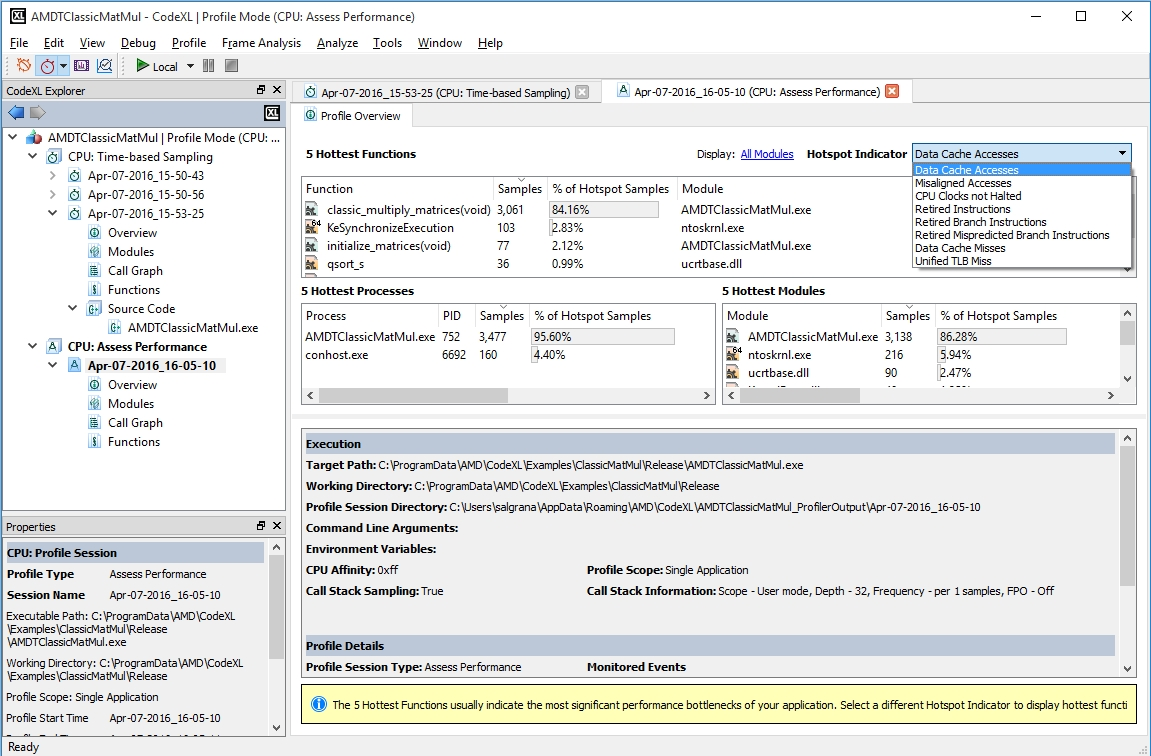 AMDTClassicMatMul - CodeXL | Profile Mode (CPU: Assess Performance)
File Edit View Debug Profile Frame Analysis Analyze Tools Window Help
Local
CodeXL Explorer
XL
AMDTClassicMatMul | Profile Mode (CPU: ...
CPU: Time-based Sampling
Apr-07-2016_15-50-43
Apr-07-2016_15-50-56
Apr-07-2016_15-53-25
Overview
Modules
Call Graph
Functions
Source Code
AMDTClassicMatMul.exe
CPU: Assess Performance
Apr-07-2016_16-05-10
Overview
Modules
Call Graph
Functions
Properties
CPU: Profile Session
Profile Type Assess Performance
Session Name Apr-07-2016_16-05-10
Executable Path: C:\ProgramData\AMD\CodeXL
\Examples\ClassicMatMul\Release
\AMDTClassicMatMul.exe
Working Directory: C:\ProgramData\AMD\CodeXL
\Examples\ClassicMatMul\Release
Profile Scope: Single Application
Profile Start Time Apr-07-2016_16-05-10
Apr-07-2016_15-53-25 (CPU: Time-based Sampling)
Apr-07-2016_16-05-10 (CPU: Assess Performance)
Profile Overview
5 Hottest Functions Display: All Modules Hotspot Indicator Data Cache Accesses
Data Cache Accesses
Misaligned Accesses
CPU Clocks not Halted
Retired Instructions
Retired Branch Instructions
Retired Mispredicted Branch Instructions
Data Cache Misses
Unified TLB Miss
Function Samples % of Hotspot Samples Module
classic_multiply_matrices(void) 3,061 84.16% AMDTClassicMatMul.exe
KeSynchronizeExecution 103 2.83% ntoskrnl.exe
initialize_matrices(void) 77 2.12% AMDTClassicMatMul.exe
qsort_s 36 0.99% ucrtbase.dll
5 Hottest Processes
Process PID Samples % of Hotspot Samples
AMDTClassicMatMul.exe 752 3,477 95.60%
conhost.exe 6692 160 4.40%
5 Hottest Modules
Module Samples % of Hotspot Samples
AMDTClassicMatMul.exe 3,138 86.28%
ntoskrnl.exe 216 5.94%
ucrtbase.dll 90 2.47%
Execution
Target Path: C:\ProgramData\AMD\CodeXL\Examples\ClassicMatMul\Release\AMDTClassicMatMul.exe
Working Directory: C:\ProgramData\AMD\CodeXL\Examples\ClassicMatMul\Release
Profile Session Directory: C:\Users\salgrana\AppData\Roaming\AMD\CodeXL\AMDTClassicMatMul_ProfilerOutput\Apr-07-2016_16-05-10
Command Line Arguments:
Environment Variables:
CPU Affinity: 0xff Profile Scope: Single Application
Call Stack Sampling: True Call Stack Information: Scope - User mode, Depth - 32, Frequency - per 1 samples, FPO - Off
Profile Details
Profile Session Type: Assess Performance Monitored Events
The 5 Hottest Functions usually indicate the most significant performance bottlenecks of your application. Select a different Hotspot Indicator to display hottest functi
Ready